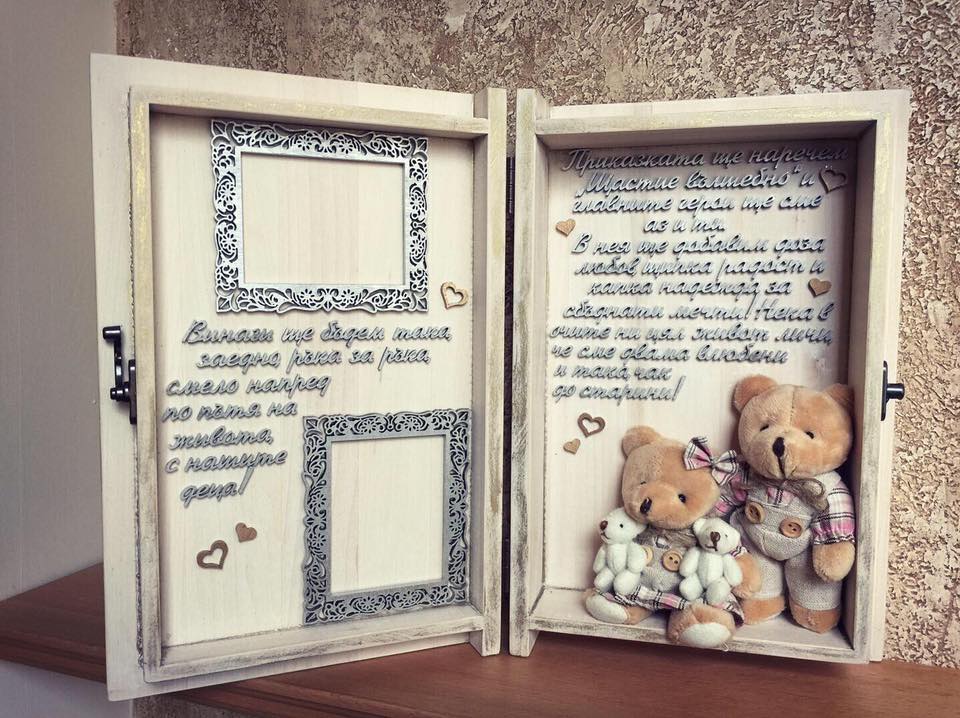 Винаги ще бъдем така,
заедно, ръка за ръка,
смело напред
по пътя на
живота,
с нашите
деца!
Приказката ще наречем
„Щастие вълшебно“ и
главните герои ще сме
аз и ти.
В нея ще добавим доза
любов, щипка радост и
капка надежда, за
сбъднати мечти! Нека в
очите ни цял живот личи,
че сме двама влюбени
и така, чак
до старини!